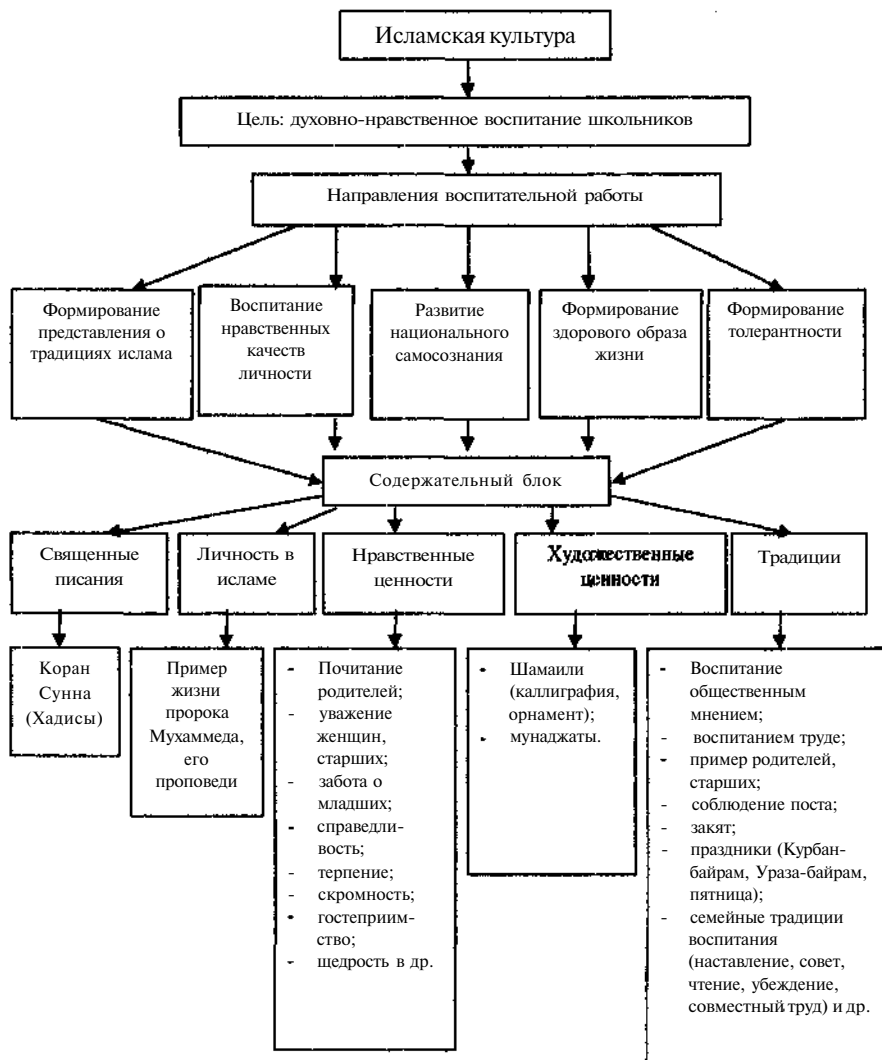 Исламская культура
Цель: духовно-нравственное воспитание школьников
Направления воспитательной работы
Формирование
представления о
традициях ислама
Воспитание
нравственных
качеств
личности
Развитие
национального
самосознания
Формирование
здорового образа
жизни
Формирование
толерантности
Содержательный блок
Священные
писания
Личность в
исламе
Нравственные
ценности
Художественные
ценности
Традиции
Коран
Сунна
(Хадисы)
Пример
жизни
пророка
Мухаммеда,
его
проповеди
- Почитание
родителей;
- уважение
женщин,
старших;
- забота о
младших;
- справедли-
вость;
- терпение;
- скромность;
- гостеприим-
ство;
- щедрость в др.
- Шамаили
(каллиграфия,
орнамент);
- мунаджаты.
- Воспитание
общественным
мнением;
- воспитанием труде;
- пример родителей,
старших;
- соблюдение поста;
- закят;
- праздники (Курбан-
байрам, Ураза-байрам,
пятница);
- семейные традиции
воспитания
(наставление, совет,
чтение, убеждение,
совместный труд) и др.